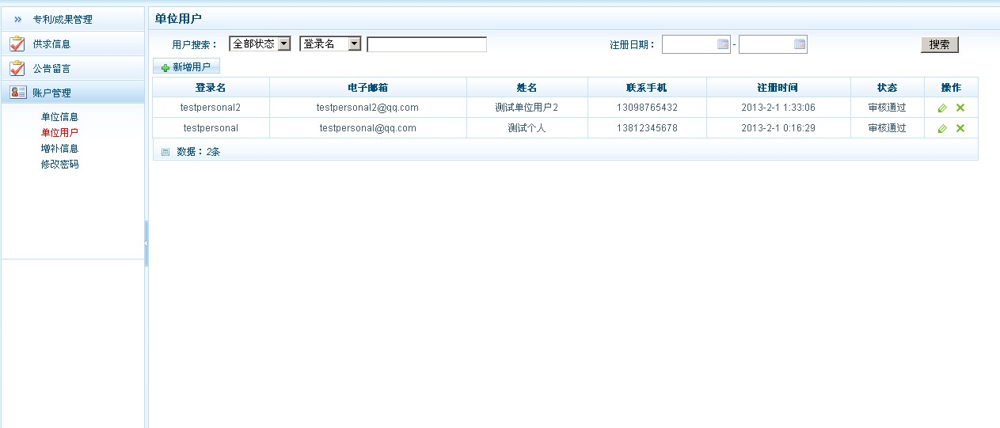 专利/成果管理
供求信息
公告留言
账户管理
单位信息
单位用户
增补信息
修改密码
单位用户
用户搜索： 全部状态 登录名 注册日期： - 搜索
新增用户
登录名 电子邮箱 姓名 联系手机 注册时间 状态 操作
testpersonal2 testpersonal2@qq.com 测试单位用户2 13098765432 2013-2-1 1:33:06 审核通过
testpersonal testpersonal@qq.com 测试个人 13812345678 2013-2-1 0:16:29 审核通过
数据：2条